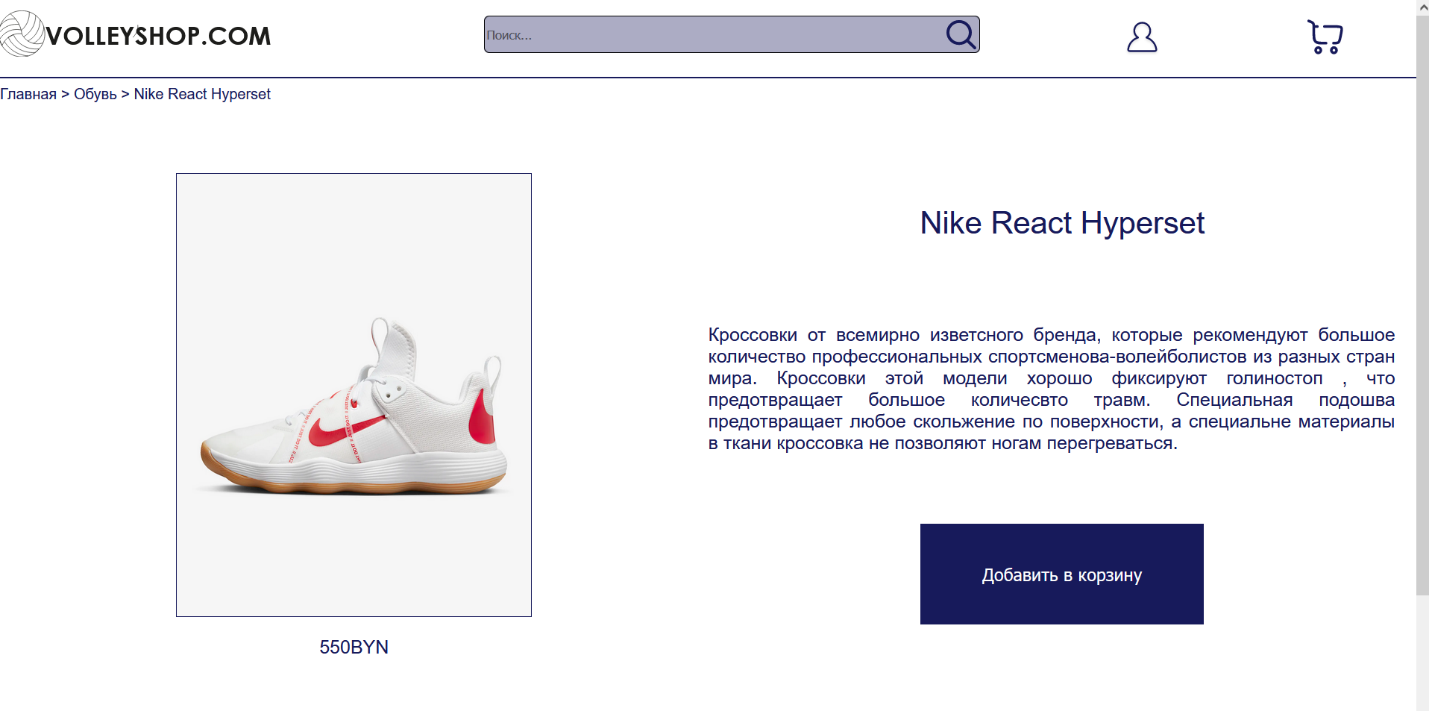 VOLLEYSHOP.COM
Поиск...
Главная > Обувь > Nike React Hyperset
Nike React Hyperset
Кроссовки от всемирно изветсного бренда, которые рекомендуют большое
количество профессиональных спортсменова-волейболистов из разных стран
мира. Кроссовки этой модели хорошо фиксируют голиностоп , что
предотвращает большое количесвто травм. Специальная подошва
предотвращает любое скольжение по поверхности, а специальне материалы
в ткани кроссовка не позволяют ногам перегреваться.
Добавить в корзину
550BYN